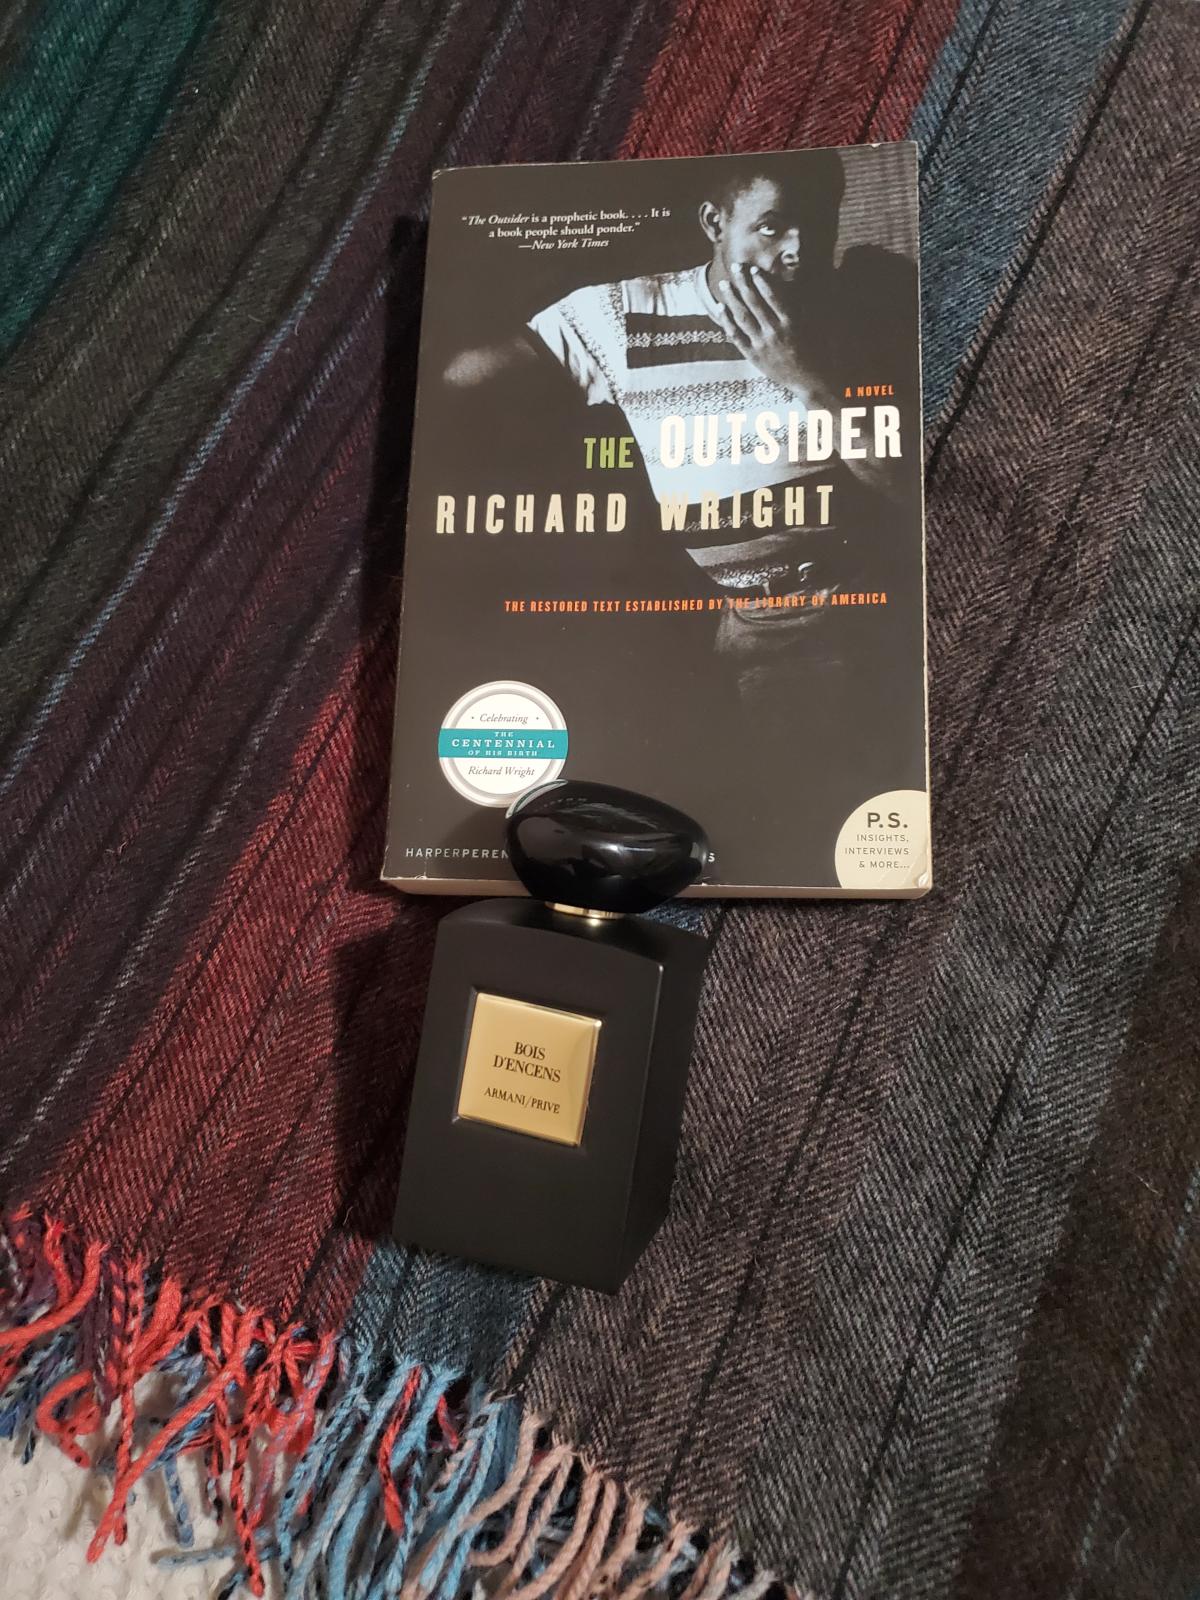 "The Outsider is a prophetic book. . . . It is
a book people should ponder."
—New York Times
A NOVEL
THE OUTSIDER
RICHARD WRIGHT
THE RESTORED TEXT ESTABLISHED BY THE LIBRARY OF AMERICA
• Celebrating •
THE
CENTENNIAL
OF HIS BIRTH
Richard Wright
P.S.
INSIGHTS,
INTERVIEWS
& MORE...
BOIS
D'ENCENS
ARMANI/PRIVE